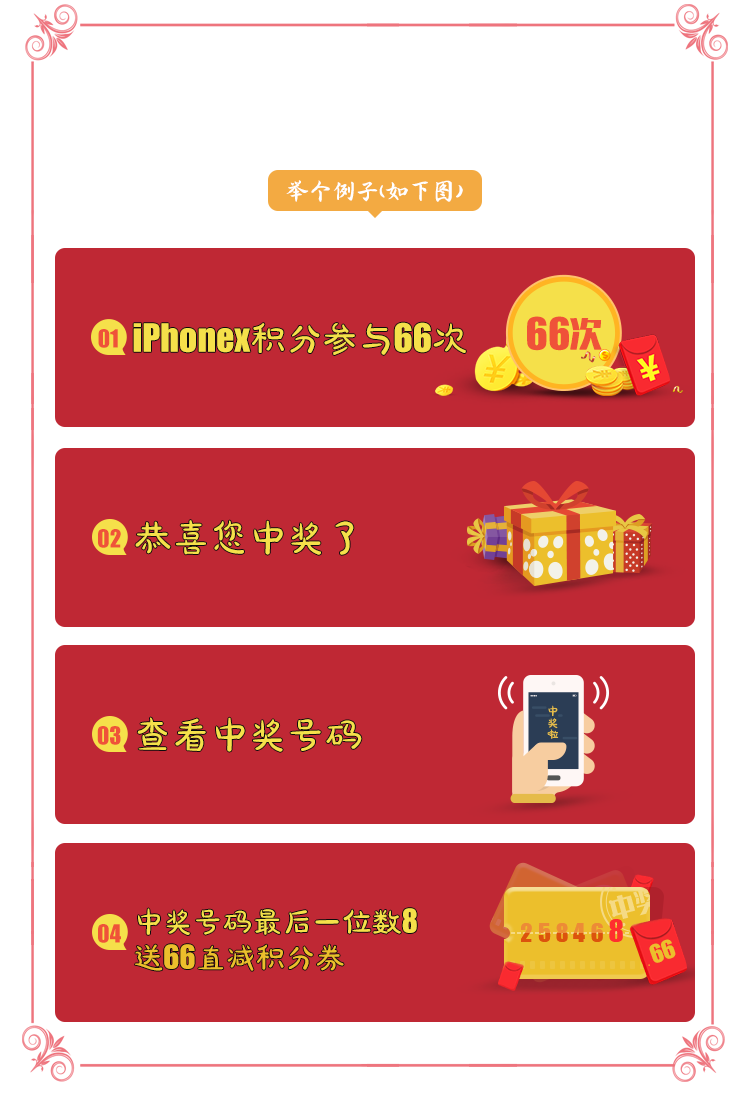 举个例子(如下图)
01 iPhonex积分参与66次
66次
¥
¥
02 恭喜您中奖了
03 查看中奖号码
中
奖
啦
04 中奖号码最后一位数8
送66直减积分券
中奖
258468
66